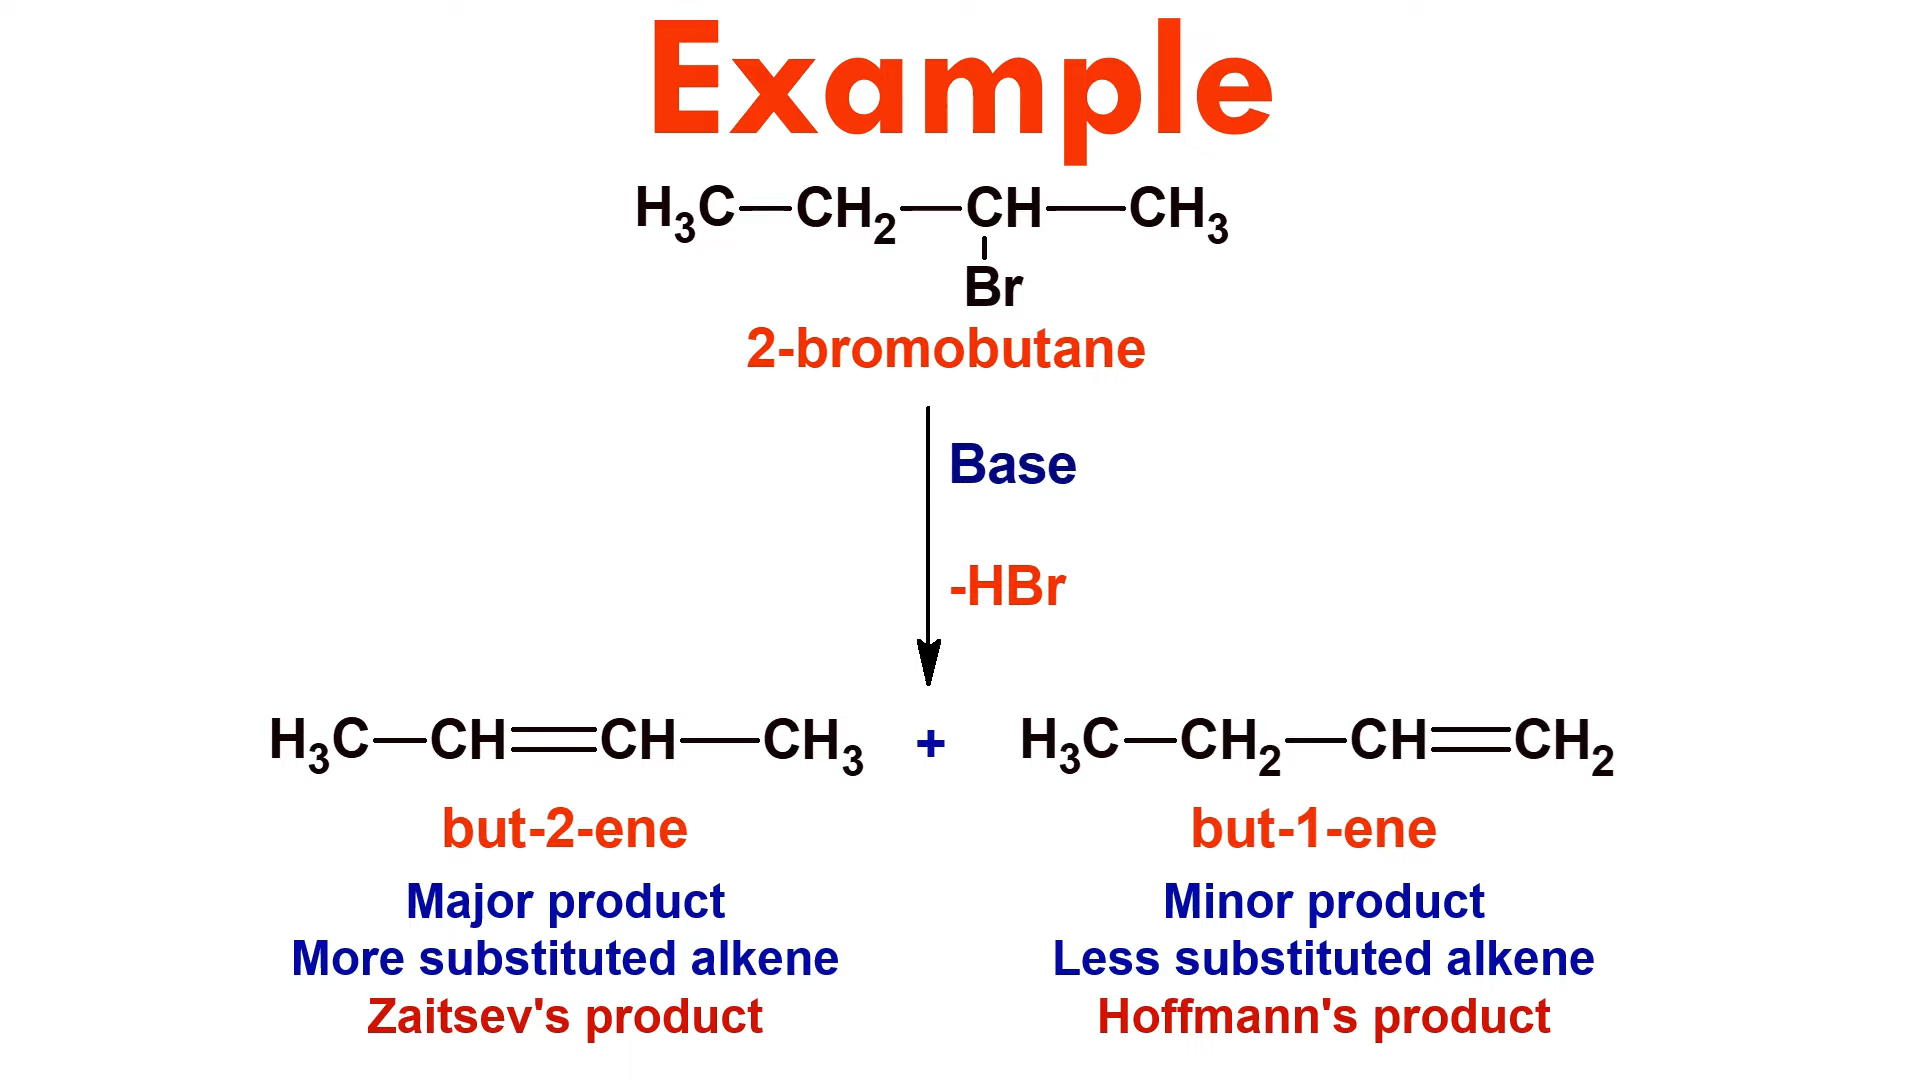 Example
H₃C—CH₂—CH—CH₃
Br
2-bromobutane
Base
-HBr
H₃C—CH=CH—CH₃ + H₃C—CH₂—CH=CH₂
but-2-ene but-1-ene
Major product Minor product
More substituted alkene Less substituted alkene
Zaitsev's product Hoffmann's product